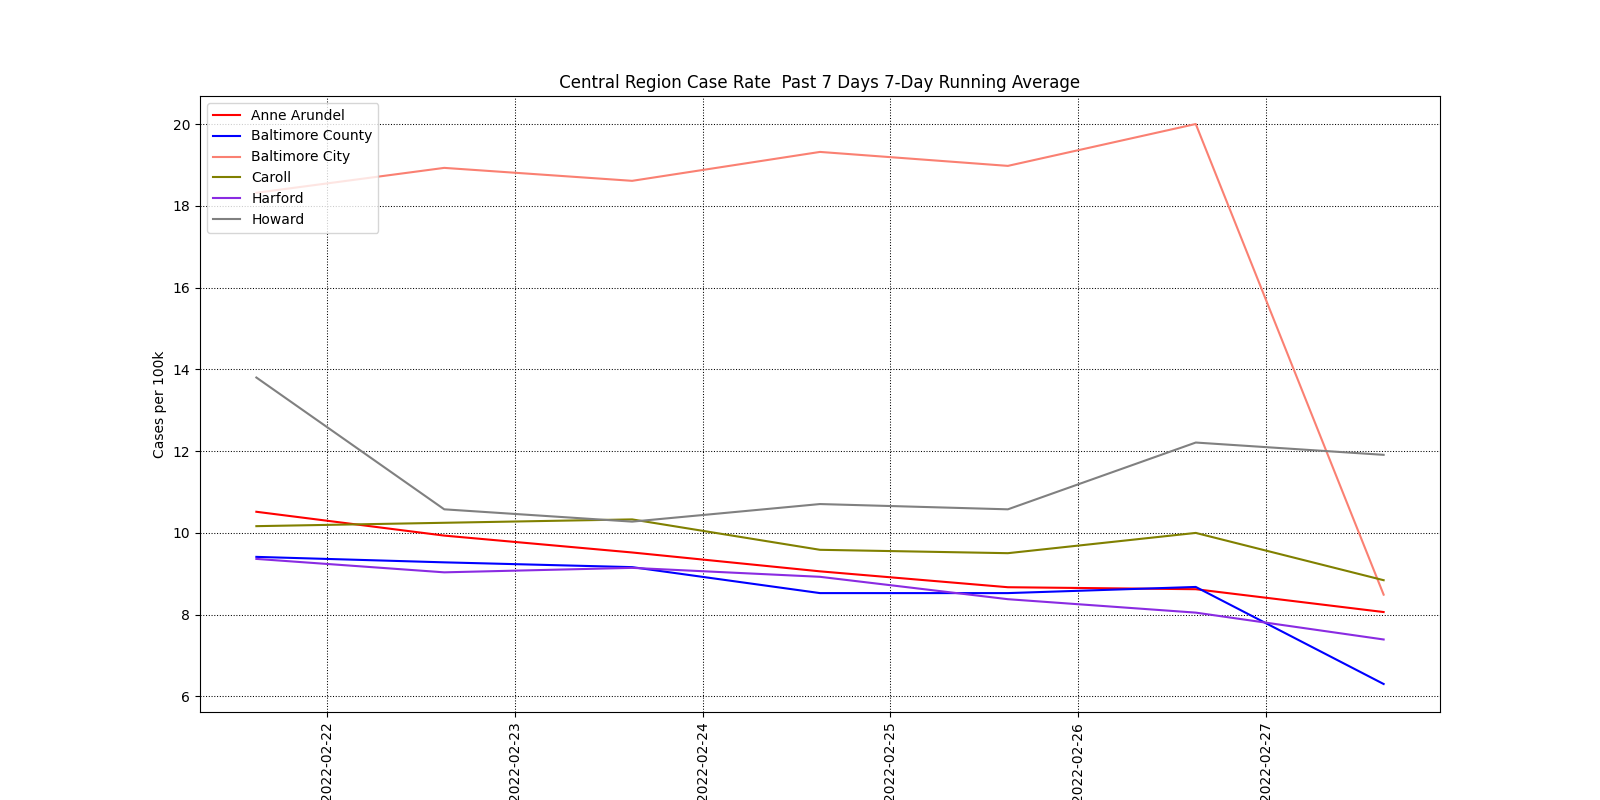 Central Region Case Rate  Past 7 Days 7-Day Running Average
Anne Arundel
Baltimore County
Baltimore City
Caroll
Harford
Howard
Cases per 100k
20
18
16
14
12
10
8
6
2022-02-22
2022-02-23
2022-02-24
2022-02-25
2022-02-26
2022-02-27